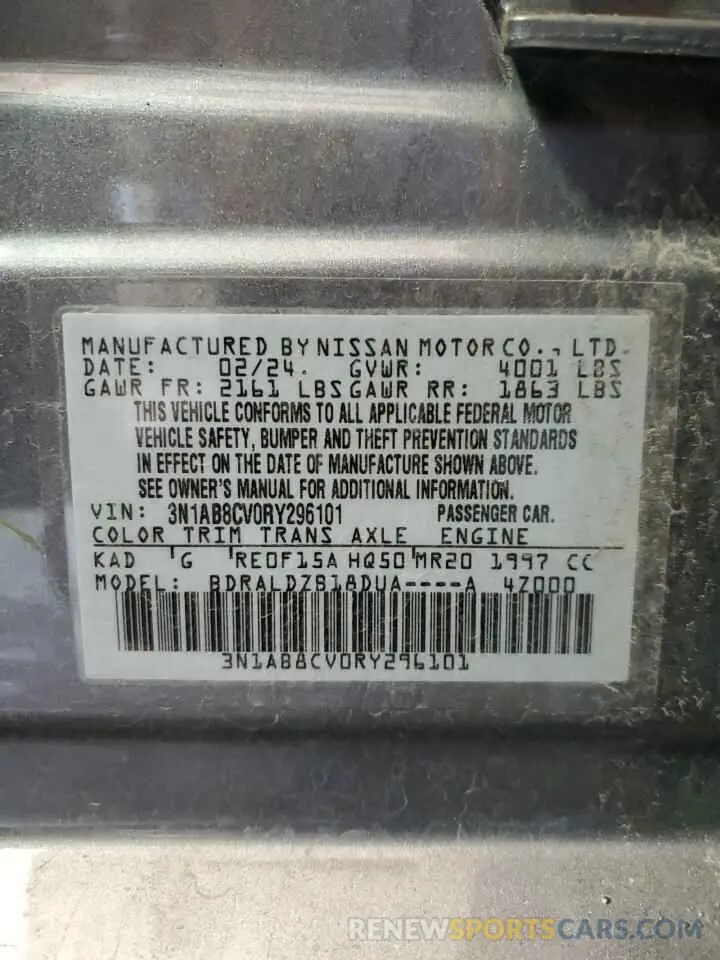 MANUFACTURED BY NISSAN MOTOR CO., LTD.
DATE: 02/24. GVWR: 4001 LBS
GAWR FR: 2161 LBS GAWR RR: 1863 LBS
THIS VEHICLE CONFORMS TO ALL APPLICABLE FEDERAL MOTOR
VEHICLE SAFETY, BUMPER AND THEFT PREVENTION STANDARDS
IN EFFECT ON THE DATE OF MANUFACTURE SHOWN ABOVE.
SEE OWNER'S MANUAL FOR ADDITIONAL INFORMATION.
VIN: 3N1AB8CV0RY296101 PASSENGER CAR.
COLOR TRIM TRANS AXLE ENGINE
KAD G RE0F15A HQ50 MR20 1997 CC
MODEL: BDRALDZB18DUA----A 4Z000
3N1AB8CV0RY296101
RENEWSPORTSCARS.COM